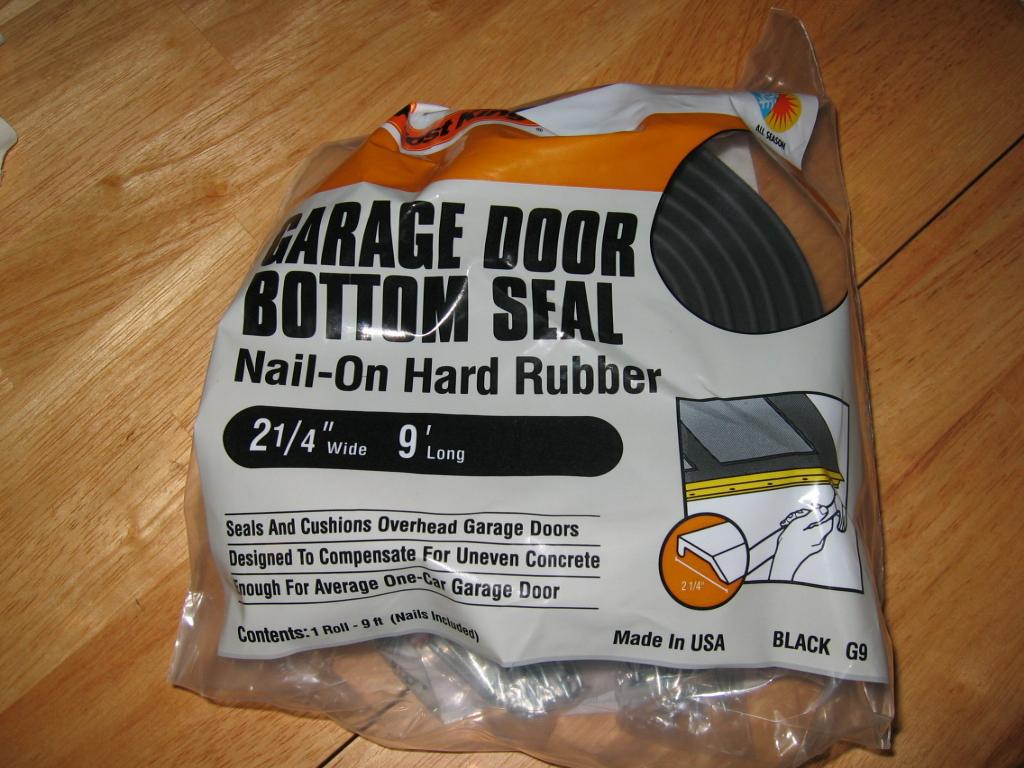 ost King®
ALL SEASON
GARAGE DOOR
BOTTOM SEAL
Nail-On Hard Rubber
2 1/4" Wide 9' Long
Seals And Cushions Overhead Garage Doors
Designed To Compensate For Uneven Concrete
Enough For Average One-Car Garage Door
2 1/4"
Contents: 1 Roll - 9 ft (Nails Included)
Made In USA BLACK G9